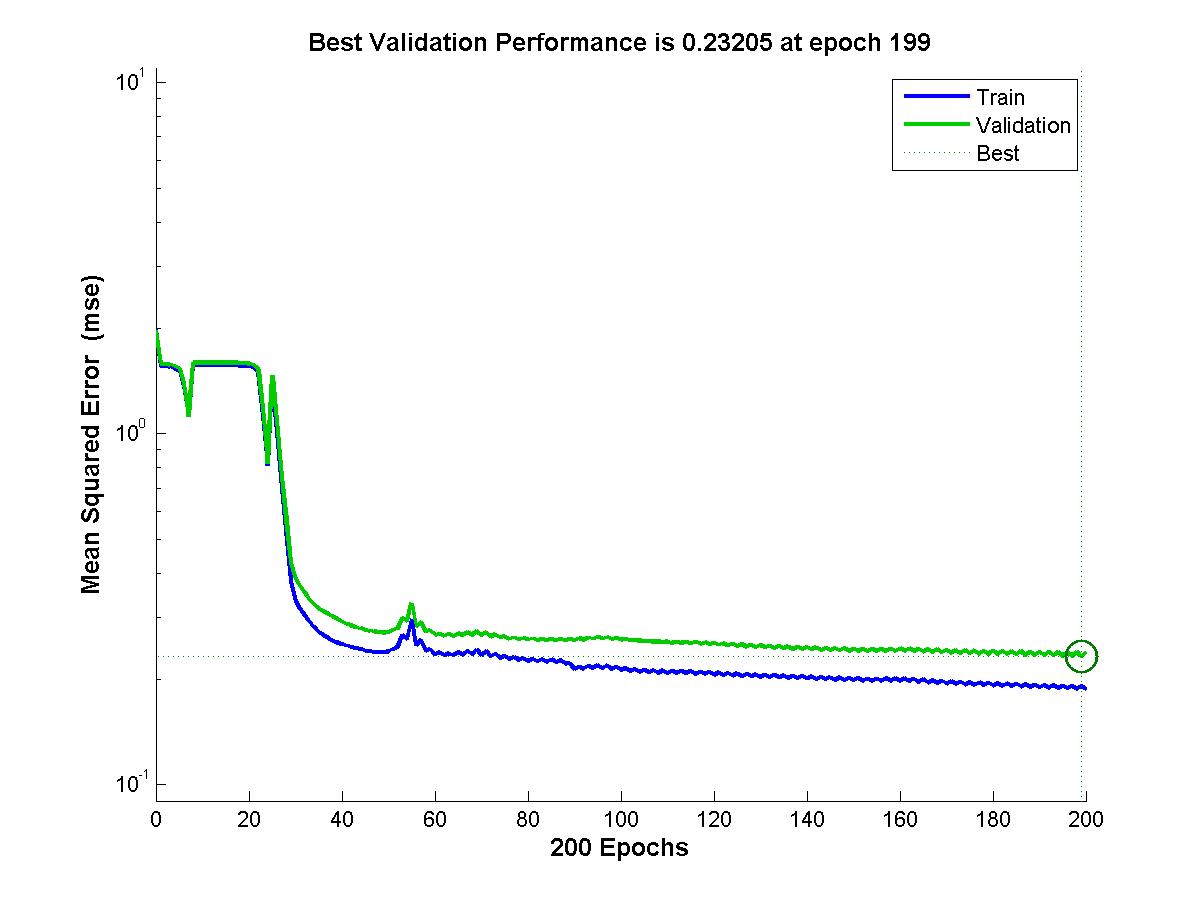 Best Validation Performance is 0.23205 at epoch 199
10^1
Train
Validation
Best
Mean Squared Error (mse)
10^0
10^-1
0 20 40 60 80 100 120 140 160 180 200
200 Epochs